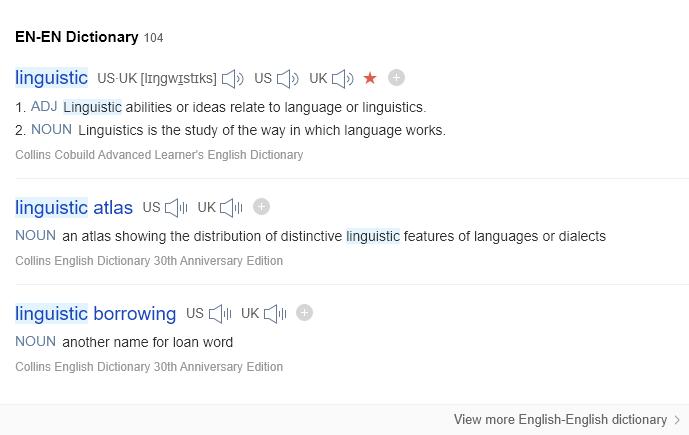 EN-EN Dictionary 104
linguistic US·UK [lɪŋgwɪstɪks] US UK
1. ADJ Linguistic abilities or ideas relate to language or linguistics.
2. NOUN Linguistics is the study of the way in which language works.
Collins Cobuild Advanced Learner's English Dictionary
linguistic atlas US UK
NOUN an atlas showing the distribution of distinctive linguistic features of languages or dialects
Collins English Dictionary 30th Anniversary Edition
linguistic borrowing US UK
NOUN another name for loan word
Collins English Dictionary 30th Anniversary Edition
View more English-English dictionary